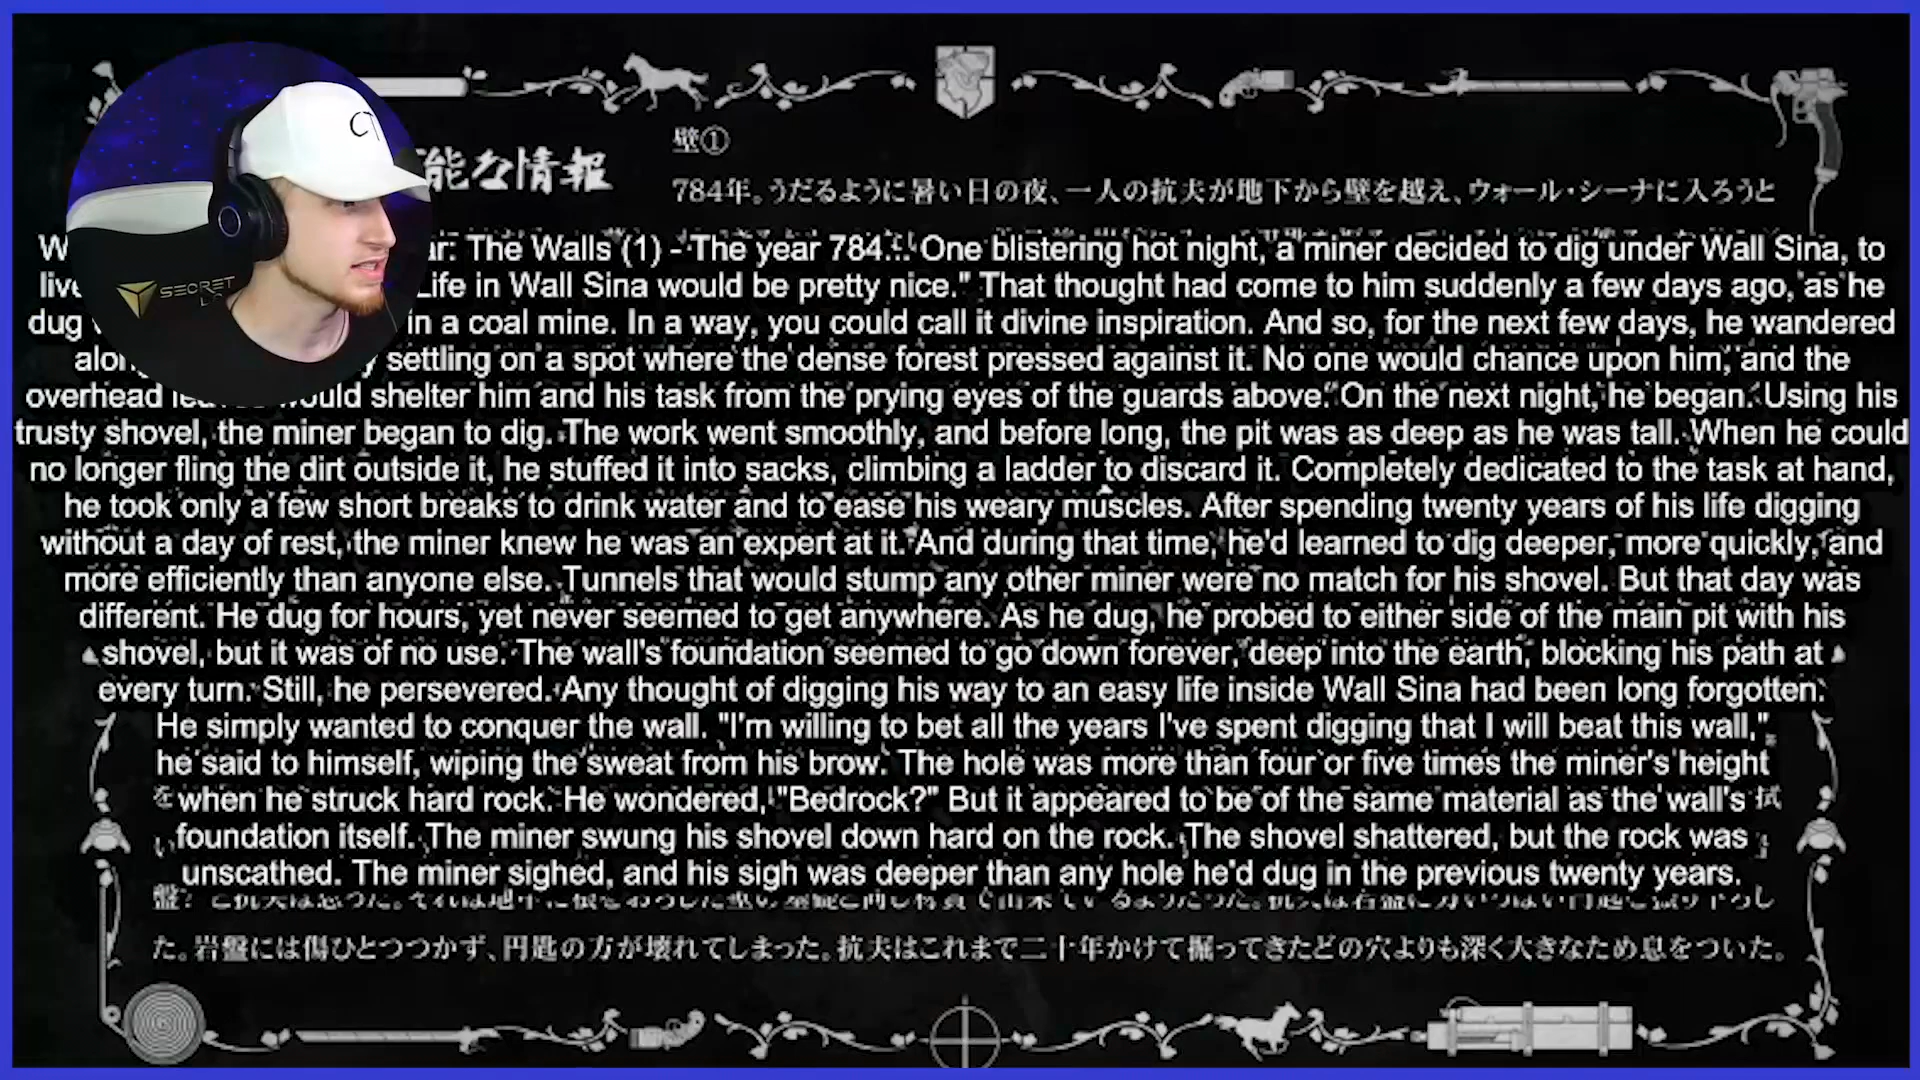 壁①
能な情報
784年。うだるように暑い日の夜、一人の抗夫が地下から壁を越え、ウォール・シーナに入ろうと
The Walls (1) - The year 784... One blistering hot night, a miner decided to dig under Wall Sina, to
Life in Wall Sina would be pretty nice." That thought had come to him suddenly a few days ago, as he
dug in a coal mine. In a way, you could call it divine inspiration. And so, for the next few days, he wandered
settling on a spot where the dense forest pressed against it. No one would chance upon him, and the
overhead would shelter him and his task from the prying eyes of the guards above. On the next night, he began. Using his
trusty shovel, the miner began to dig. The work went smoothly, and before long, the pit was as deep as he was tall. When he could
no longer fling the dirt outside it, he stuffed it into sacks, climbing a ladder to discard it. Completely dedicated to the task at hand,
he took only a few short breaks to drink water and to ease his weary muscles. After spending twenty years of his life digging
without a day of rest, the miner knew he was an expert at it. And during that time, he'd learned to dig deeper, more quickly, and
more efficiently than anyone else. Tunnels that would stump any other miner were no match for his shovel. But that day was
different. He dug for hours, yet never seemed to get anywhere. As he dug, he probed to either side of the main pit with his
shovel, but it was of no use. The wall's foundation seemed to go down forever, deep into the earth, blocking his path at
every turn. Still, he persevered. Any thought of digging his way to an easy life inside Wall Sina had been long forgotten.
He simply wanted to conquer the wall. "I'm willing to bet all the years I've spent digging that I will beat this wall,"
he said to himself, wiping the sweat from his brow. The hole was more than four or five times the miner's height
when he struck hard rock. He wondered, "Bedrock?" But it appeared to be of the same material as the wall's
foundation itself. The miner swung his shovel down hard on the rock. The shovel shattered, but the rock was
unscathed. The miner sighed, and his sigh was deeper than any hole he'd dug in the previous twenty years.
た。岩盤には傷ひとつつかず、円匙の方が壊れてしまった。抗夫はこれまで二十年かけて掘ってきたどの穴よりも深く大きなため息をついた。
SECRET